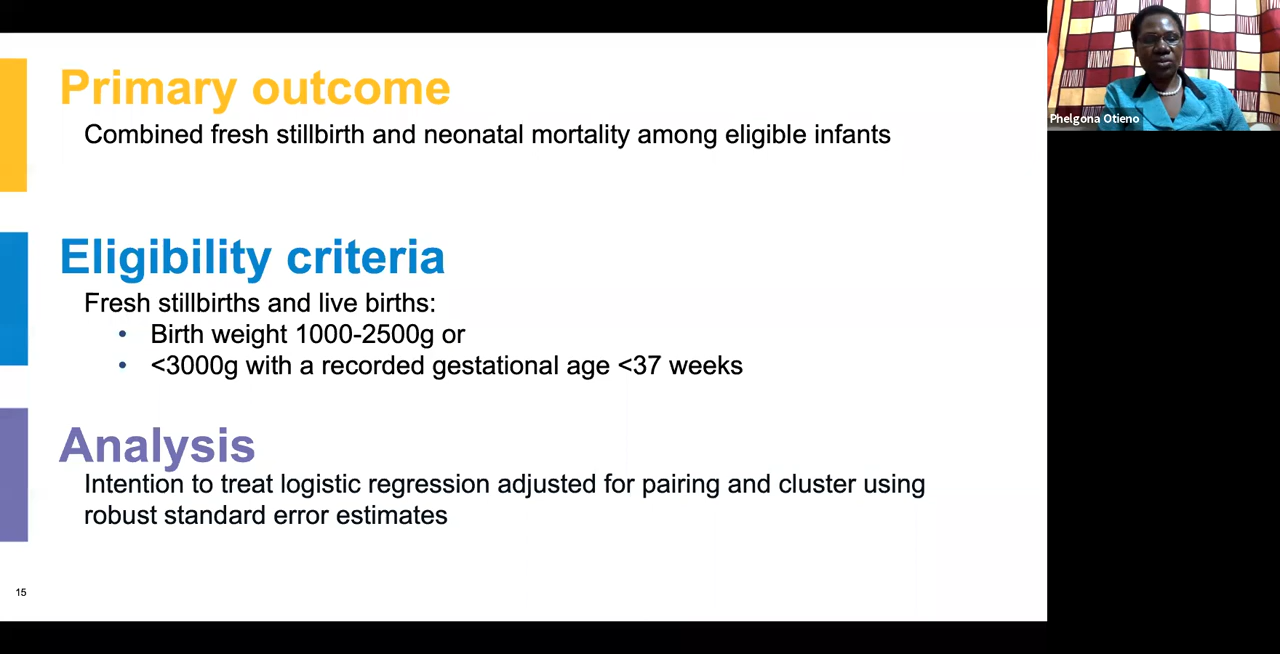 Primary outcome
Combined fresh stillbirth and neonatal mortality among eligible infants
Eligibility criteria
Fresh stillbirths and live births:
• Birth weight 1000-2500g or
• <3000g with a recorded gestational age <37 weeks
Analysis
Intention to treat logistic regression adjusted for pairing and cluster using
robust standard error estimates
15
Phelgona Otieno